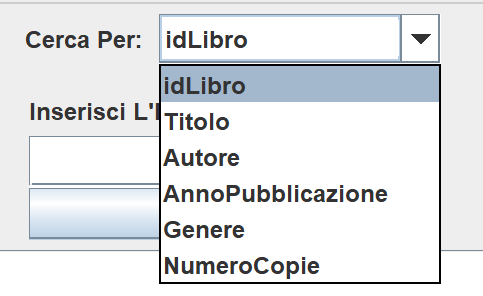 Cerca Per: idLibro
idLibro
Inserisci L'
Titolo
Autore
AnnoPubblicazione
Genere
NumeroCopie